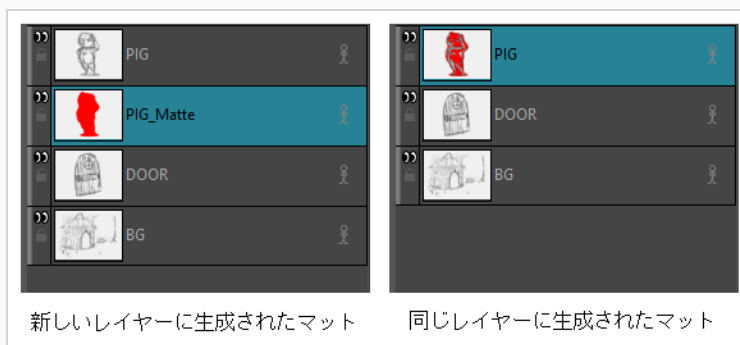 PIG
PIG_Matte
DOOR
BG
新しいレイヤーに生成されたマット
PIG
DOOR
BG
同じレイヤーに生成されたマット